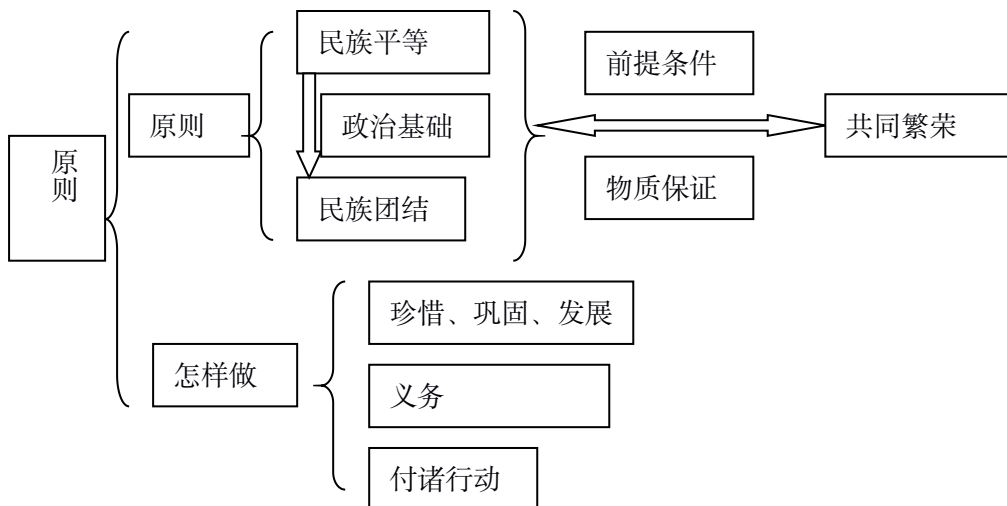 原则
原则
民族平等
政治基础
民族团结
前提条件
物质保证
共同繁荣
怎样做
珍惜、巩固、发展
义务
付诸行动